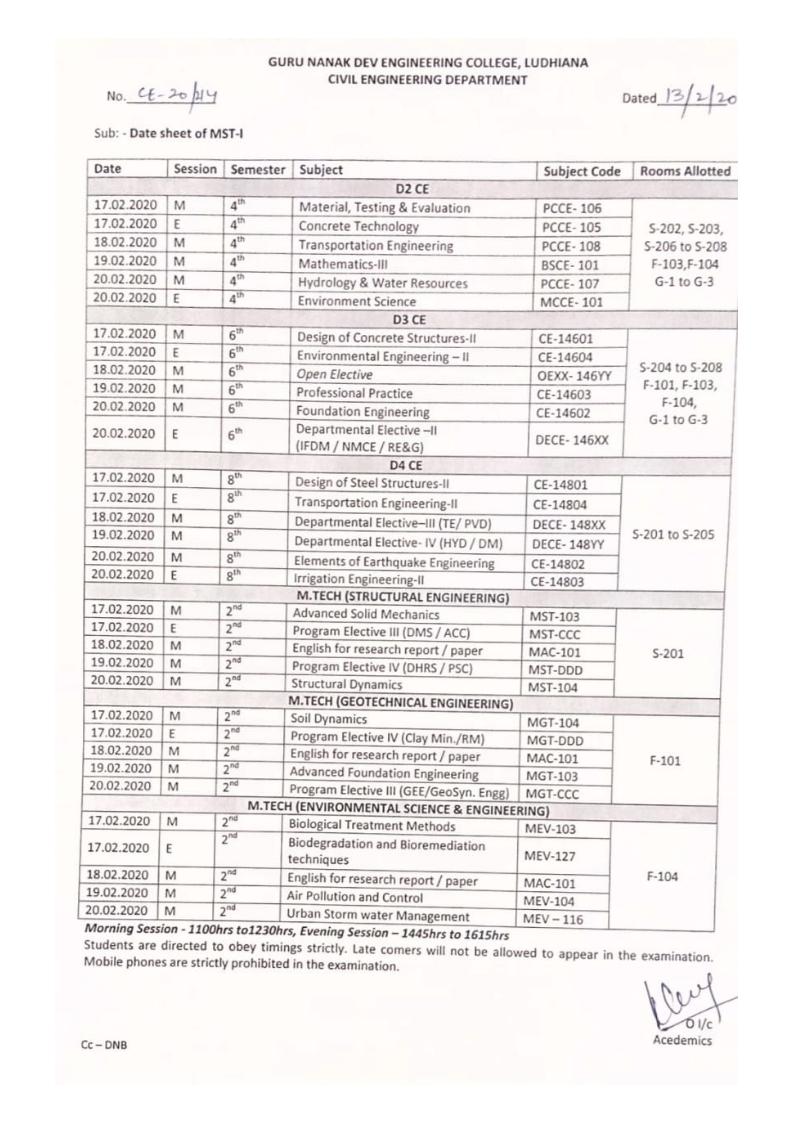 GURU NANAK DEV ENGINEERING COLLEGE, LUDHIANA
CIVIL ENGINEERING DEPARTMENT
No. CE-20/44
Dated 13/2/20
Sub: - Date sheet of MST-I
Date Session Semester Subject Subject Code Rooms Allotted
D2 CE
17.02.2020 M 4th Material, Testing & Evaluation PCCE- 106
17.02.2020 E 4th Concrete Technology PCCE- 105
18.02.2020 M 4th Transportation Engineering PCCE- 108
19.02.2020 M 4th Mathematics-III BSCE- 101
20.02.2020 M 4th Hydrology & Water Resources PCCE- 107
20.02.2020 E 4th Environment Science MCCE- 101
S-202, S-203,
S-206 to S-208
F-103,F-104
G-1 to G-3
D3 CE
17.02.2020 M 6th Design of Concrete Structures-II CE-14601
17.02.2020 E 6th Environmental Engineering – II CE-14604
18.02.2020 M 6th Open Elective OEXX- 146YY
19.02.2020 M 6th Professional Practice CE-14603
20.02.2020 M 6th Foundation Engineering CE-14602
20.02.2020 E 6th Departmental Elective –II
(IFDM / NMCE / RE&G) DECE- 146XX
S-204 to S-208
F-101, F-103,
F-104,
G-1 to G-3
D4 CE
17.02.2020 M 8th Design of Steel Structures-II CE-14801
17.02.2020 E 8th Transportation Engineering-II CE-14804
18.02.2020 M 8th Departmental Elective–III (TE/ PVD) DECE- 148XX
19.02.2020 M 8th Departmental Elective- IV (HYD / DM) DECE- 148YY
20.02.2020 M 8th Elements of Earthquake Engineering CE-14802
20.02.2020 E 8th Irrigation Engineering-II CE-14803
S-201 to S-205
M.TECH (STRUCTURAL ENGINEERING)
17.02.2020 M 2nd Advanced Solid Mechanics MST-103
17.02.2020 E 2nd Program Elective III (DMS / ACC) MST-CCC
18.02.2020 M 2nd English for research report / paper MAC-101
19.02.2020 M 2nd Program Elective IV (DHRS / PSC) MST-DDD
20.02.2020 M 2nd Structural Dynamics MST-104
S-201
M.TECH (GEOTECHNICAL ENGINEERING)
17.02.2020 M 2nd Soil Dynamics MGT-104
17.02.2020 E 2nd Program Elective IV (Clay Min./RM) MGT-DDD
18.02.2020 M 2nd English for research report / paper MAC-101
19.02.2020 M 2nd Advanced Foundation Engineering MGT-103
20.02.2020 M 2nd Program Elective III (GEE/GeoSyn. Engg) MGT-CCC
F-101
M.TECH (ENVIRONMENTAL SCIENCE & ENGINEERING)
17.02.2020 M 2nd Biological Treatment Methods MEV-103
17.02.2020 E 2nd Biodegradation and Bioremediation
techniques MEV-127
18.02.2020 M 2nd English for research report / paper MAC-101
19.02.2020 M 2nd Air Pollution and Control MEV-104
20.02.2020 M 2nd Urban Storm water Management MEV – 116
F-104
Morning Session - 1100hrs to1230hrs, Evening Session – 1445hrs to 1615hrs
Students are directed to obey timings strictly. Late comers will not be allowed to appear in the examination.
Mobile phones are strictly prohibited in the examination.
O I/c
Acedemics
Cc – DNB